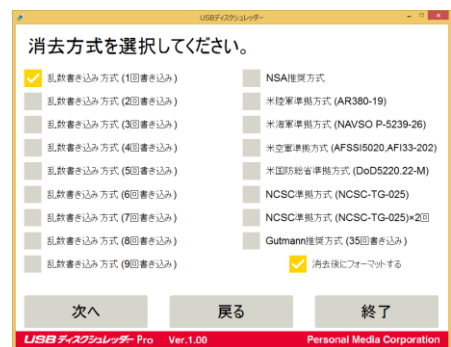 USBディスクシュレッダー
消去方式を選択してください。
乱数書き込み方式 (1回書き込み)
乱数書き込み方式 (2回書き込み)
乱数書き込み方式 (3回書き込み)
乱数書き込み方式 (4回書き込み)
乱数書き込み方式 (5回書き込み)
乱数書き込み方式 (6回書き込み)
乱数書き込み方式 (7回書き込み)
乱数書き込み方式 (8回書き込み)
乱数書き込み方式 (9回書き込み)
NSA推奨方式
米陸軍準拠方式 (AR380-19)
米海軍準拠方式 (NAVSO P-5239-26)
米空軍準拠方式 (AFSSI5020,AFI33-202)
米国防総省準拠方式 (DoD5220.22-M)
NCSC準拠方式 (NCSC-TG-025)
NCSC準拠方式 (NCSC-TG-025)×2回
Gutmann推奨方式 (35回書き込み)
消去後にフォーマットする
次へ 戻る 終了
USB ディスクシュレッダー Pro Ver.1.00 Personal Media Corporation